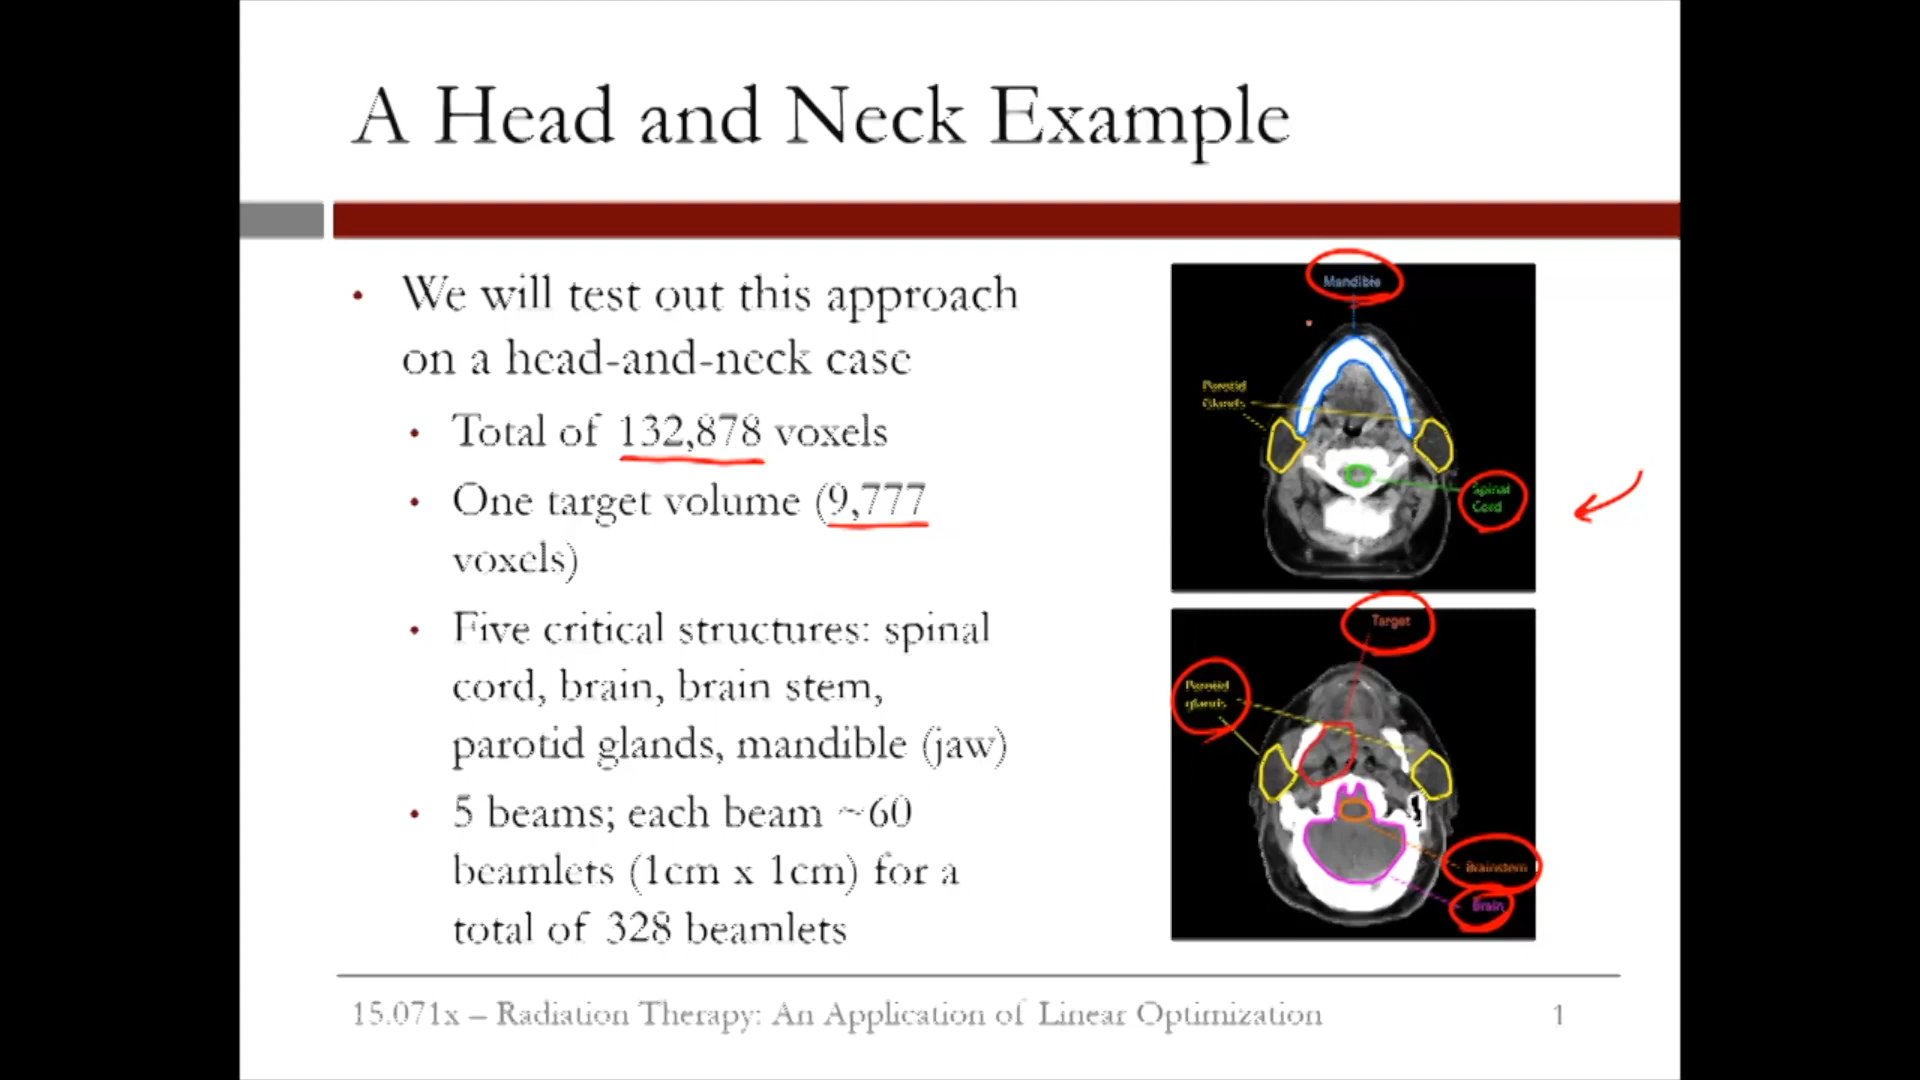 A Head and Neck Example
• We will test out this approach
on a head-and-neck case
• Total of 132,878 voxels
• One target volume (9,777
voxels)
• Five critical structures: spinal
cord, brain, brain stem,
parotid glands, mandible (jaw)
• 5 beams; each beam ~60
beamlets (1cm x 1cm) for a
total of 328 beamlets
Mandible
Parotid
Glands
Spinal
Cord
Target
Parotid
glands
Brainstem
Brain
15.071x – Radiation Therapy: An Application of Linear Optimization
1